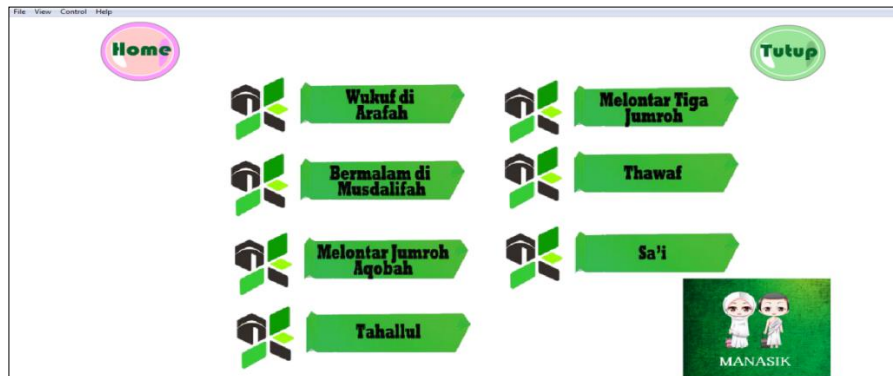 File View Control Help
Home
Tutup
Wukuf di
Arafah
Bermalam di
Musdalifah
Melontar Jumroh
Aqobah
Tahallul
Melontar Tiga
Jumroh
Thawaf
Sa'i
MANASIK